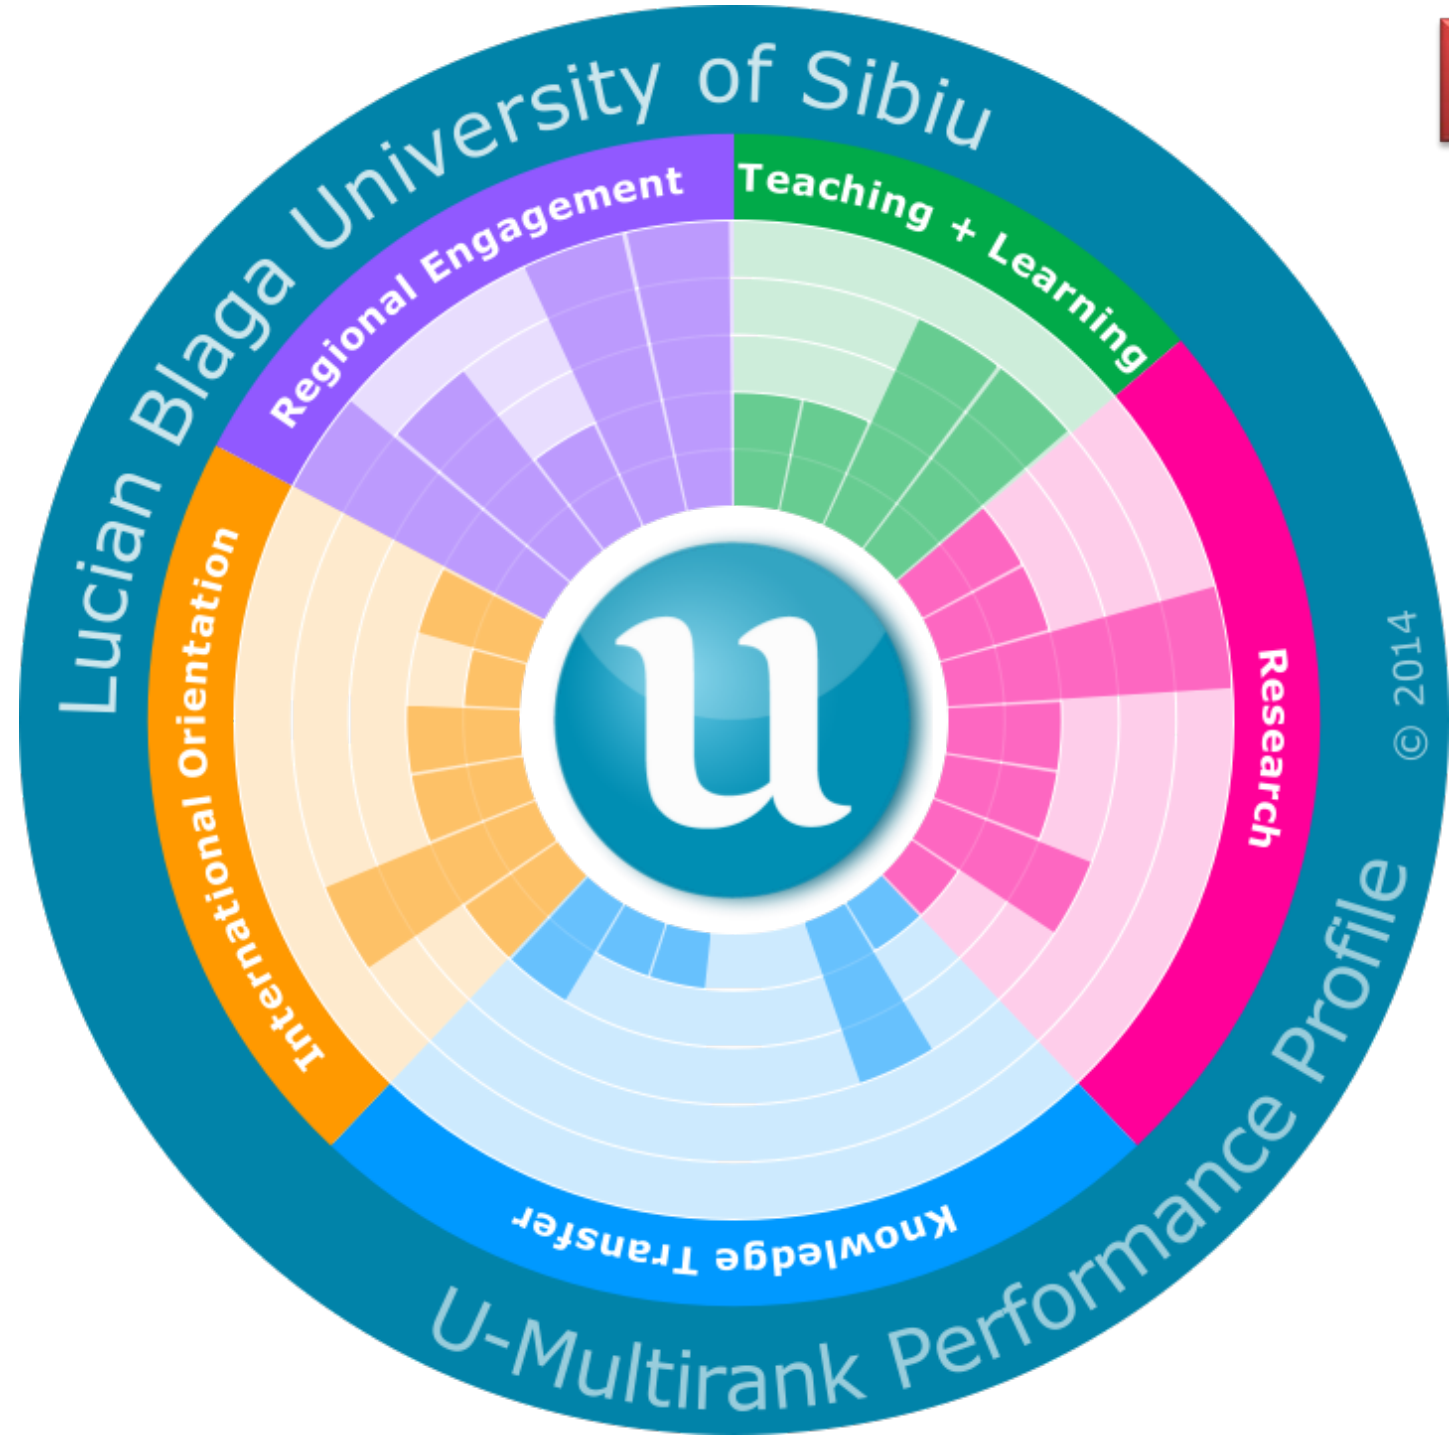 Lucian Blaga University of Sibiu
Regional Engagement
Teaching + Learning
Research
Knowledge Transfer
International Orientation
u
© 2014
U-Multirank Performance Profile